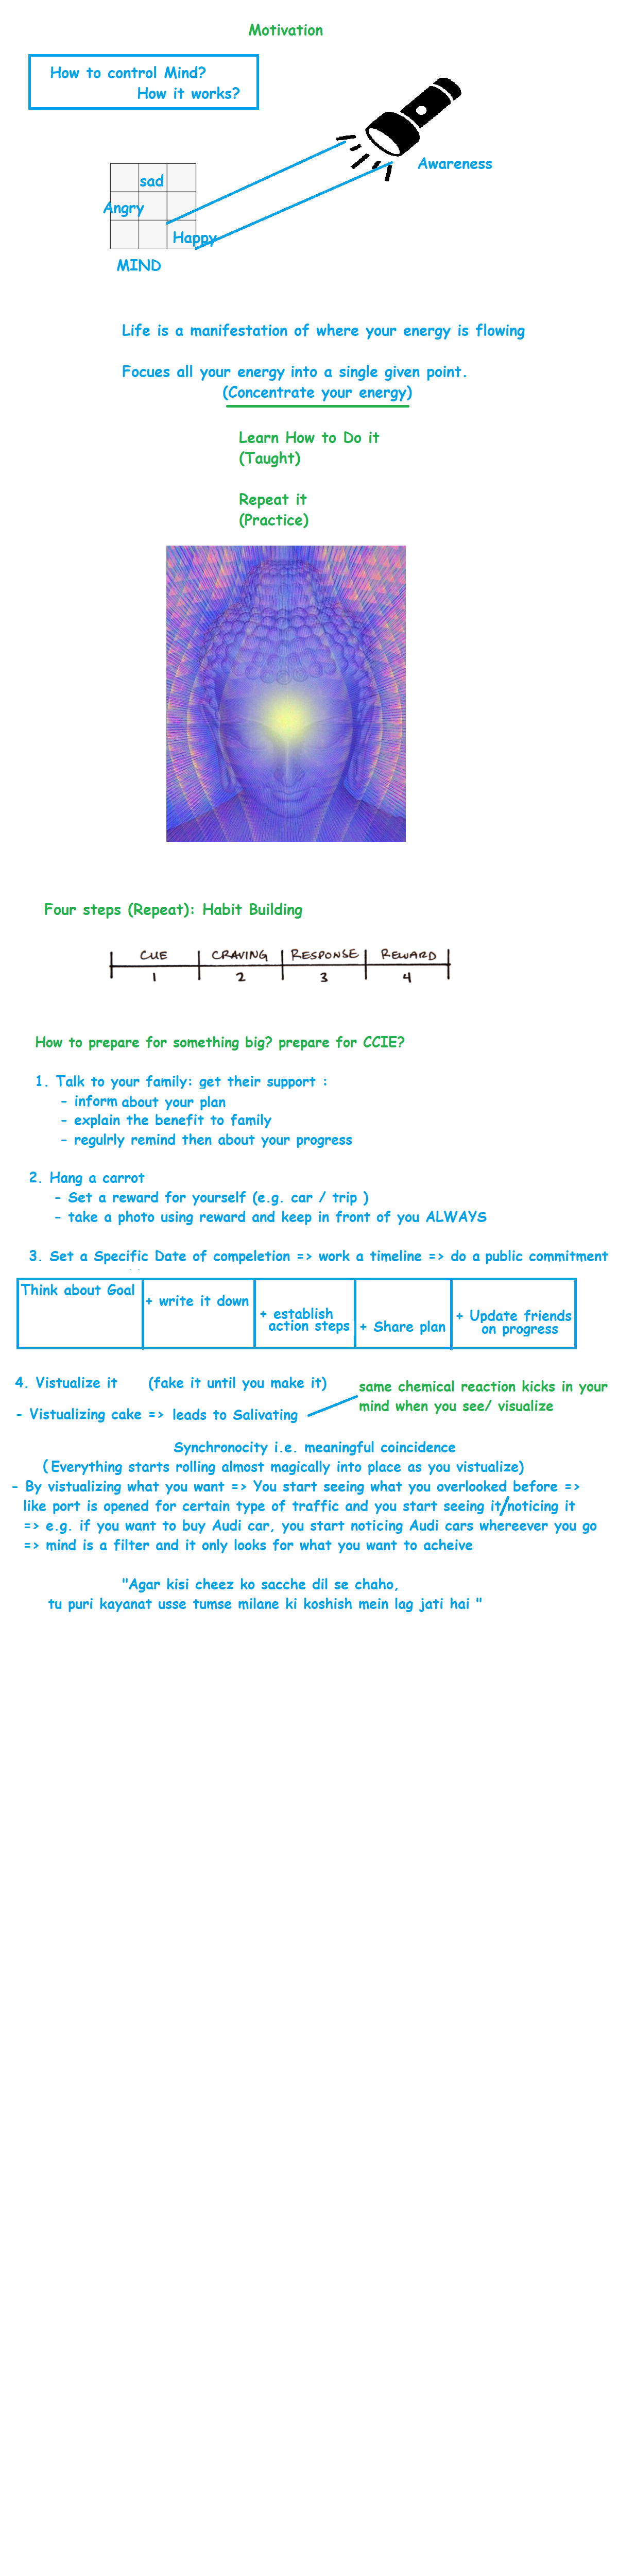 Motivation
How to control Mind?
How it works?
Awareness
sad
Angry
Happy
MIND
Life is a manifestation of where your energy is flowing
Focues all your energy into a single given point.
(Concentrate your energy)
Learn How to Do it
(Taught)
Repeat it
(Practice)
Four steps (Repeat): Habit Building
CUE CRAVING RESPONSE REWARD
1 2 3 4
How to prepare for something big? prepare for CCIE?
1. Talk to your family: get their support :
- inform about your plan
- explain the benefit to family
- regulrly remind then about your progress
2. Hang a carrot
- Set a reward for yourself (e.g. car / trip )
- take a photo using reward and keep in front of you ALWAYS
3. Set a Specific Date of compeletion => work a timeline => do a public commitment
Think about Goal
+ write it down
+ establish
action steps
+ Share plan
+ Update friends
on progress
4. Vistualize it (fake it until you make it)
same chemical reaction kicks in your
mind when you see/ visualize
- Vistualizing cake => leads to Salivating
Synchronocity i.e. meaningful coincidence
(Everything starts rolling almost magically into place as you vistualize)
- By vistualizing what you want => You start seeing what you overlooked before =>
like port is opened for certain type of traffic and you start seeing it/noticing it
=> e.g. if you want to buy Audi car, you start noticing Audi cars whereever you go
=> mind is a filter and it only looks for what you want to acheive
"Agar kisi cheez ko sacche dil se chaho,
tu puri kayanat usse tumse milane ki koshish mein lag jati hai "